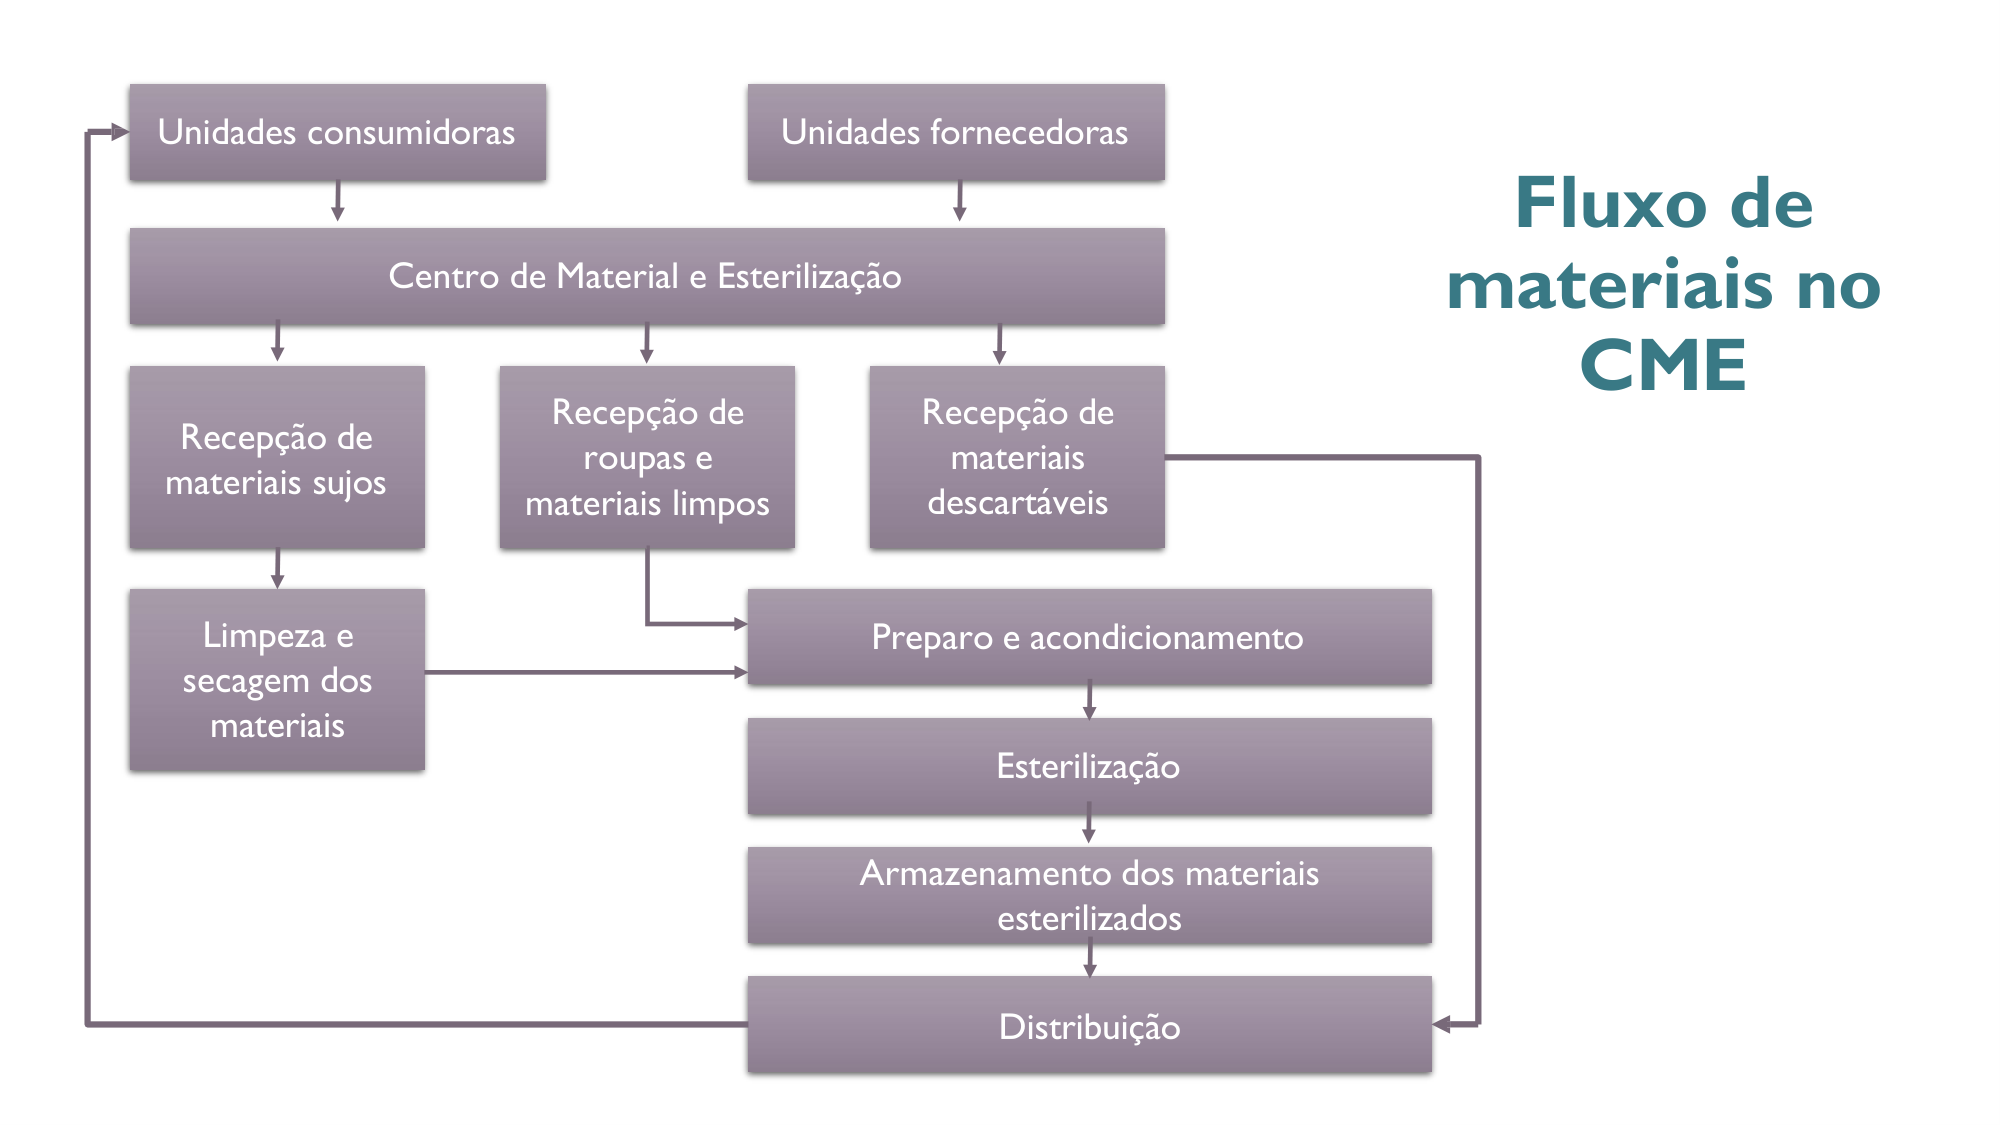 Unidades consumidoras
Unidades fornecedoras
Fluxo de
materiais no
CME
Centro de Material e Esterilização
Recepção de
materiais sujos
Recepção de
roupas e
materiais limpos
Recepção de
materiais
descartáveis
Limpeza e
secagem dos
materiais
Preparo e acondicionamento
Esterilização
Armazenamento dos materiais
esterilizados
Distribuição